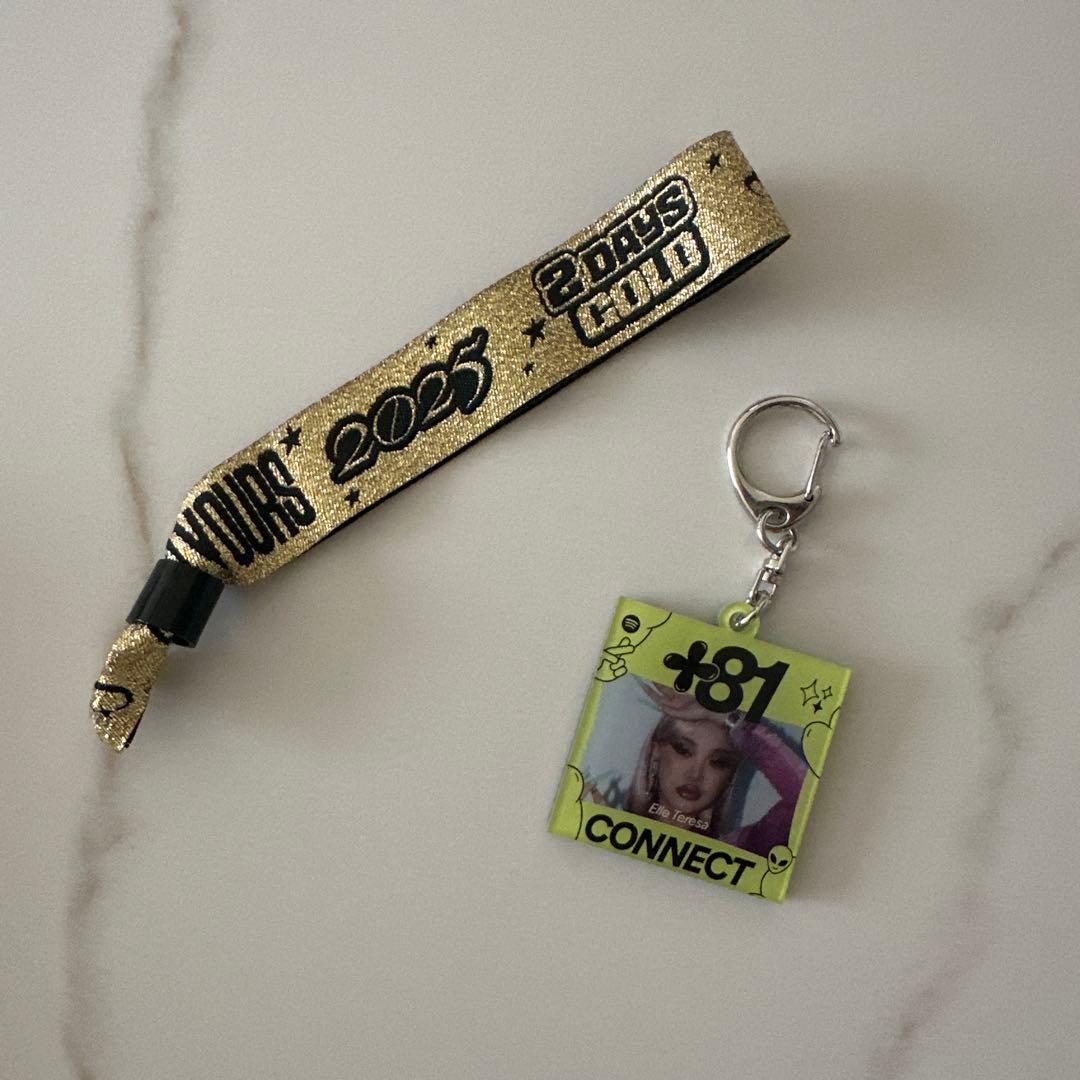 YOURS 2025 2 DAYS
GOLD
+81
Elle Teresa
CONNECT